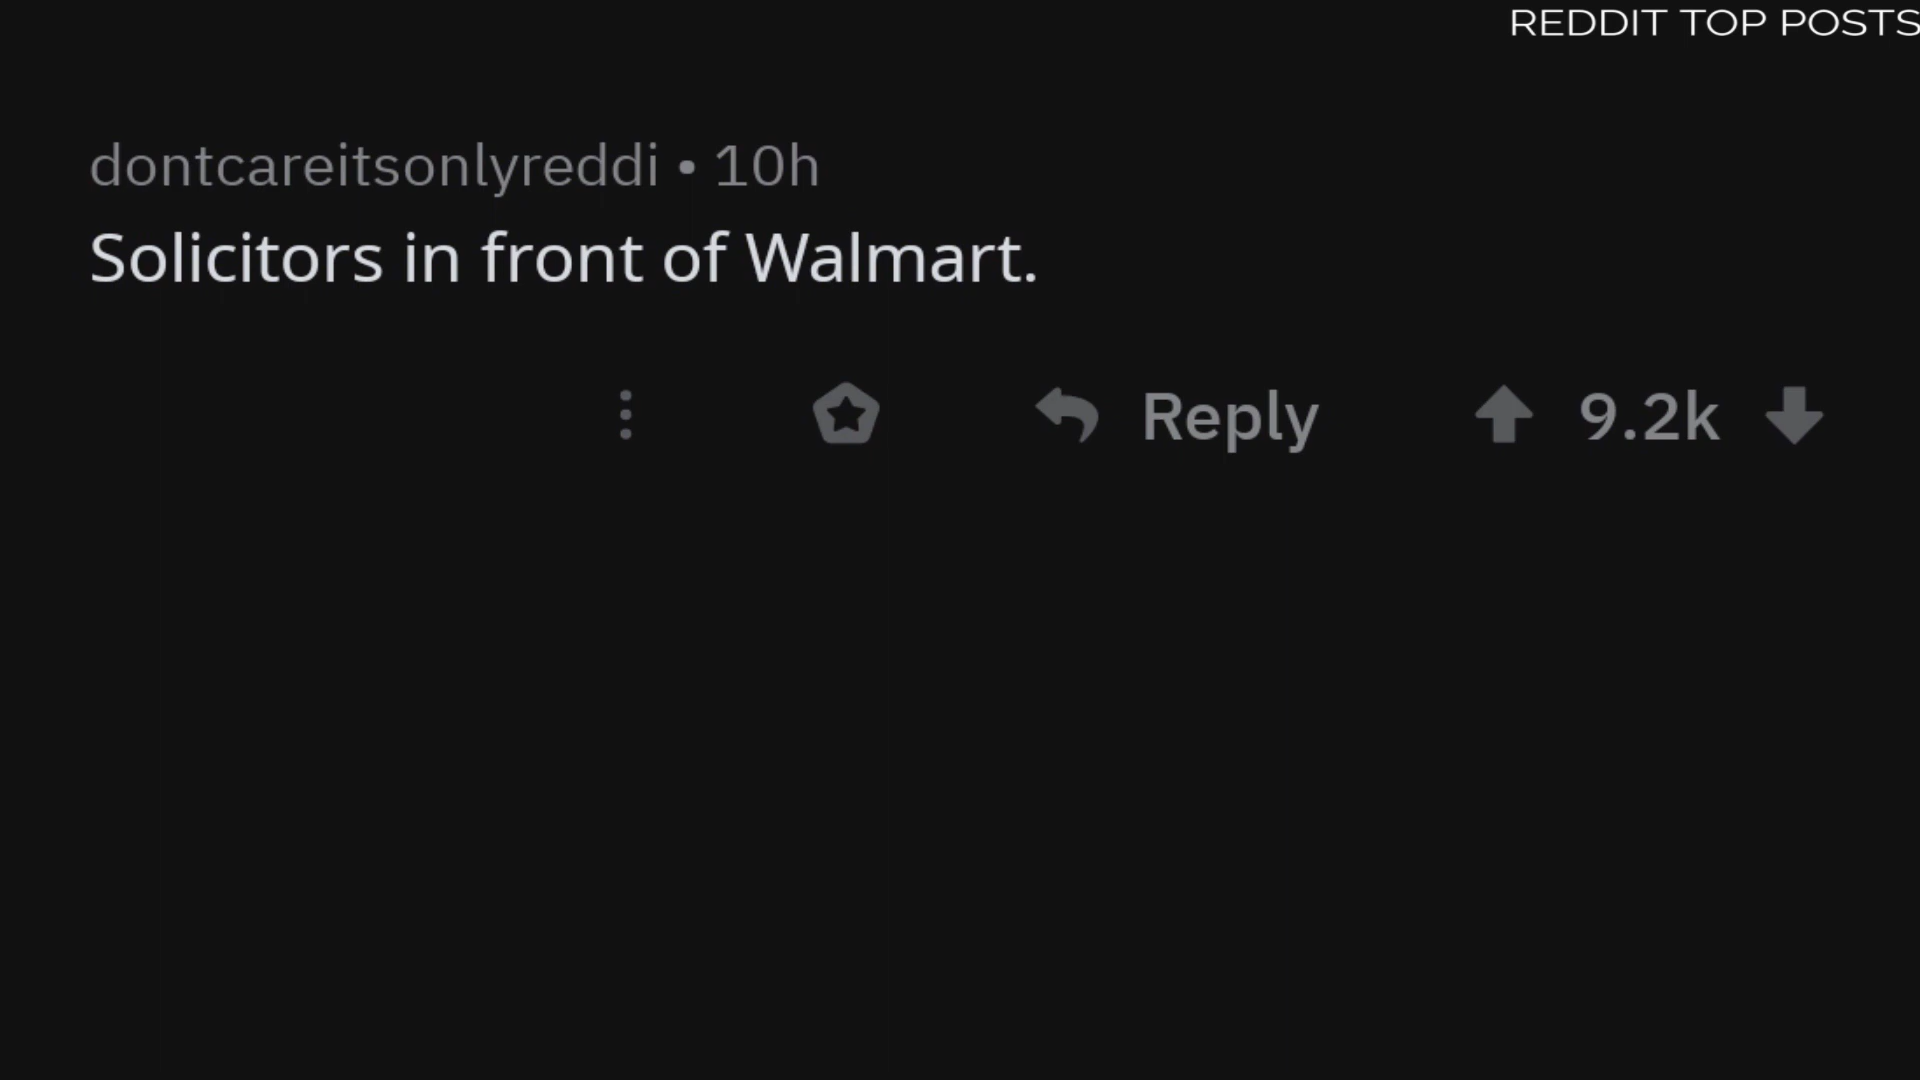 REDDIT TOP POSTS
dontcareitsonlyreddi • 10h
Solicitors in front of Walmart.
Reply 9.2k